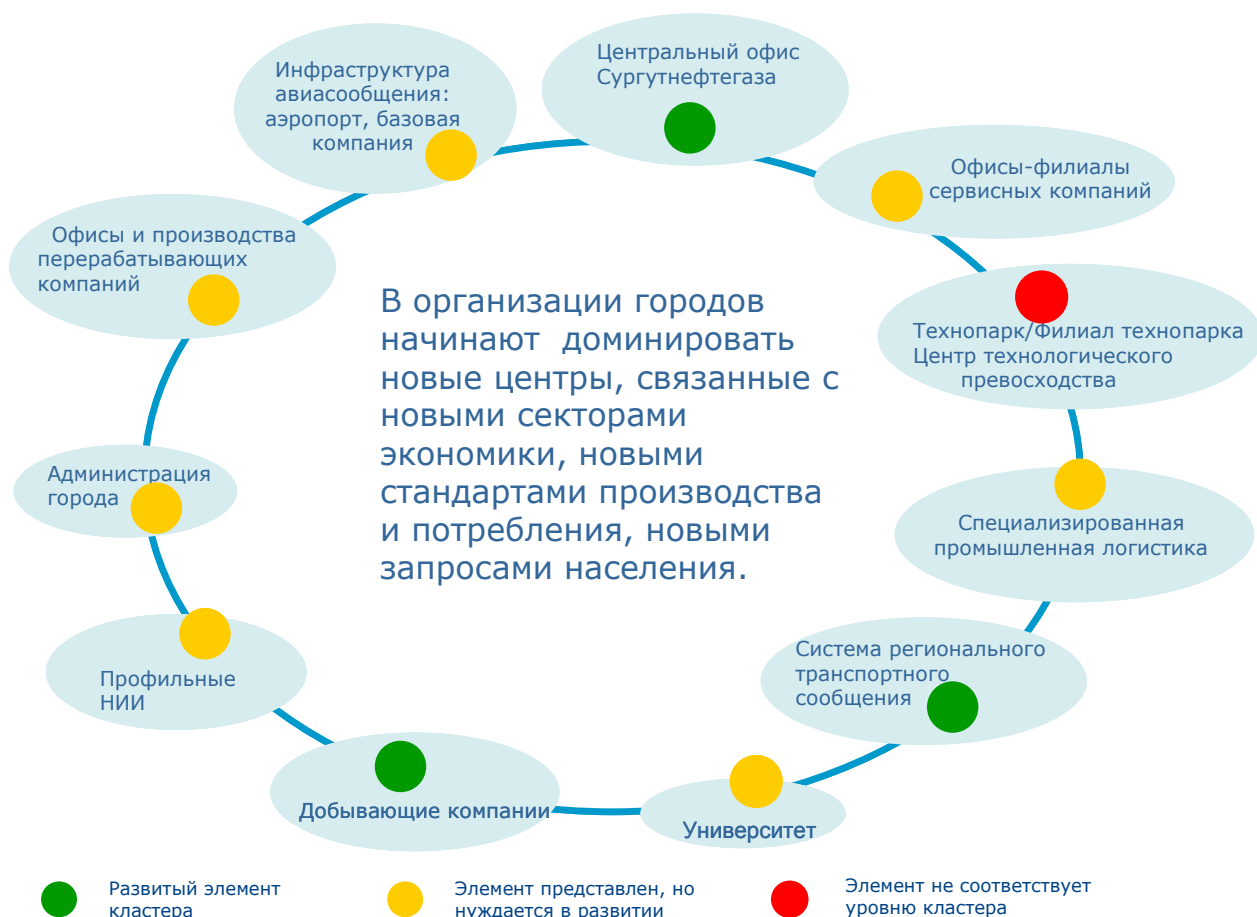 Центральный офис
Сургутнефтегаза
Инфраструктура
авиасообщения:
аэропорт, базовая
компания
Офисы-филиалы
сервисных компаний
Офисы и производства
перерабатывающих
компаний
В организации городов
начинают доминировать
новые центры, связанные с
новыми секторами
экономики, новыми
стандартами производства
и потребления, новыми
запросами населения.
Технопарк/Филиал технопарка
Центр технологического
превосходства
Администрация
города
Специализированная
промышленная логистика
Система регионального
транспортного
сообщения
Профильные
НИИ
Добывающие компании
Университет
Развитый элемент
кластера
Элемент представлен, но
нуждается в развитии
Элемент не соответствует
уровню кластера